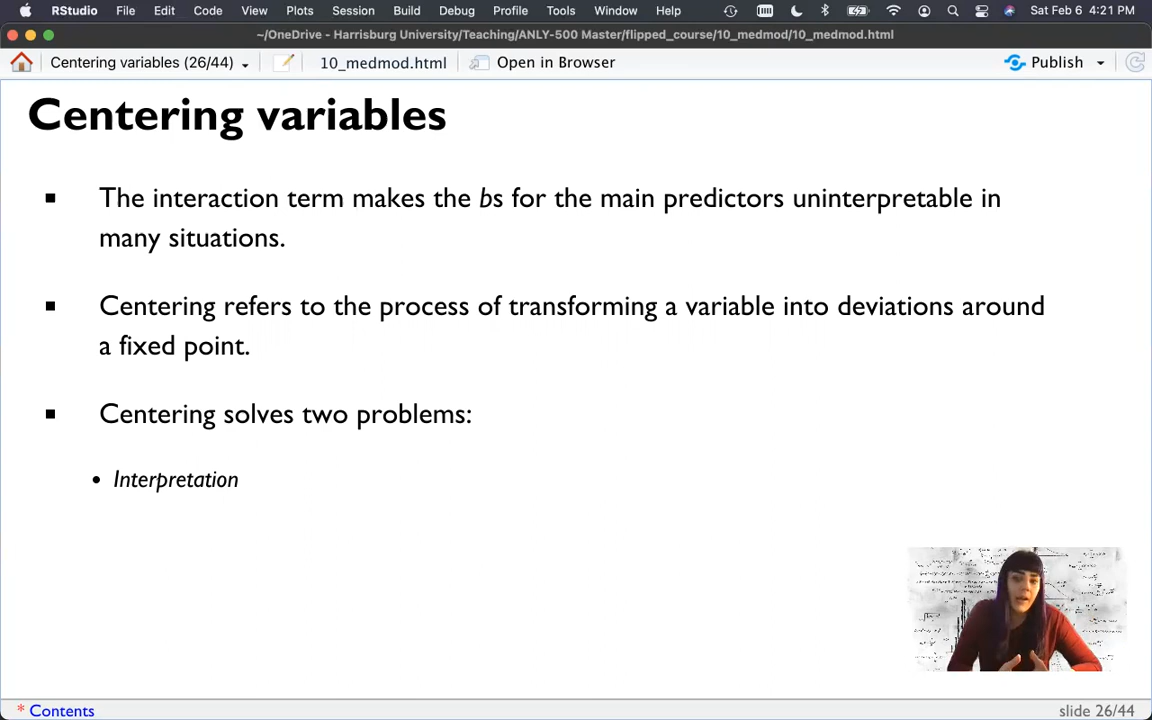 RStudio File Edit Code View Plots Session Build Debug Profile Tools Window Help Sat Feb 6 4:21 PM
~/OneDrive - Harrisburg University/Teaching/ANLY-500 Master/flipped_course/10_medmod/10_medmod.html
Centering variables (26/44) 10_medmod.html Open in Browser Publish
Centering variables
The interaction term makes the bs for the main predictors uninterpretable in
many situations.
Centering refers to the process of transforming a variable into deviations around
a fixed point.
Centering solves two problems:
• Interpretation
* Contents slide 26/44